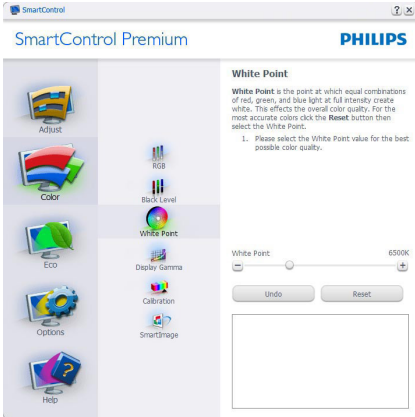 SmartControl
SmartControl Premium
PHILIPS
Adjust
Color
Eco
Options
Help
RGB
Black Level
White Point
Display Gamma
Calibration
SmartImage
White Point
White Point is the point at which equal combinations
of red, green, and blue light at full intensity create
white. This effects the overall color quality. For the
most accurate colors click the Reset button then
select the White Point.
1. Please select the White Point value for the best
possible color quality.
White Point 6500K
Undo Reset